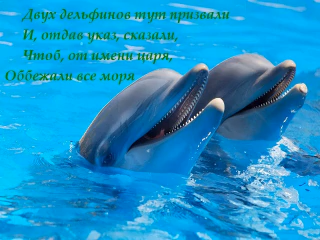 Двух дельфинов тут призвали
И, отдав указ, сказали,
Чтоб, от имени царя,
Оббежали все моря